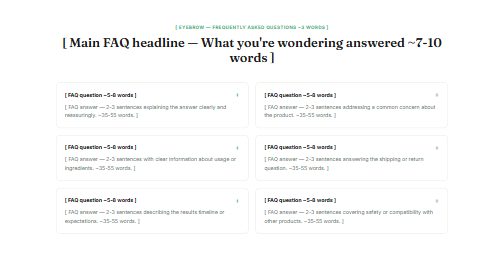 [ EYEBROW — FREQUENTLY ASKED QUESTIONS ~3 WORDS ]
[ Main FAQ headline — What you're wondering answered ~7-10
words ]
[ FAQ question ~5-8 words ] +
[ FAQ answer — 2-3 sentences explaining the answer clearly and
reassuringly. ~35-55 words. ]
[ FAQ question ~5-8 words ] +
[ FAQ answer — 2-3 sentences addressing a common concern about
the product. ~35-55 words. ]
[ FAQ question ~5-8 words ] +
[ FAQ answer — 2-3 sentences with clear information about usage or
ingredients. ~35-55 words. ]
[ FAQ question ~5-8 words ] +
[ FAQ answer — 2-3 sentences answering the shipping or return
question. ~35-55 words. ]
[ FAQ question ~5-8 words ] +
[ FAQ answer — 2-3 sentences describing the results timeline or
expectations. ~35-55 words. ]
[ FAQ question ~5-8 words ] +
[ FAQ answer — 2-3 sentences covering safety or compatibility with
other products. ~35-55 words. ]